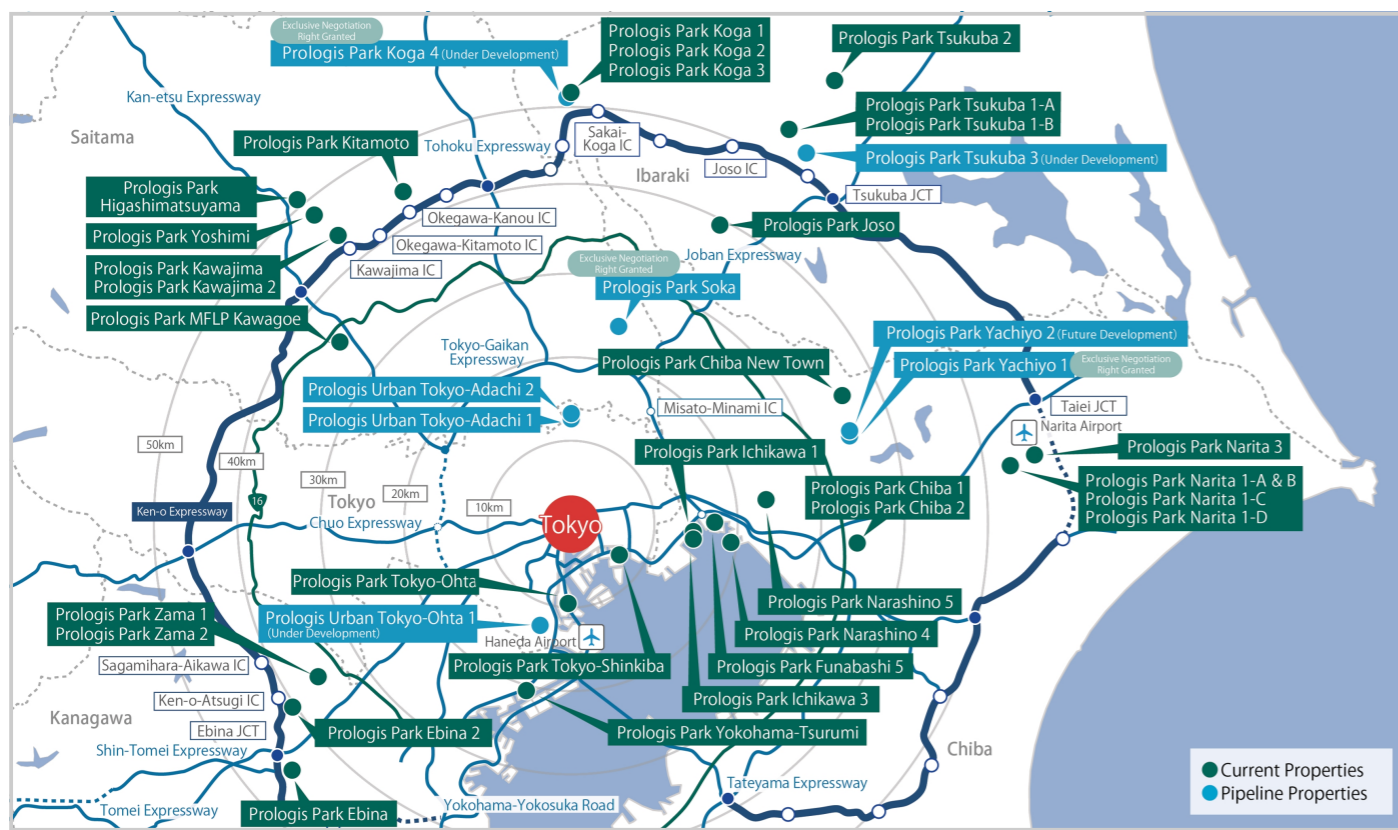 Exclusive Negotiation
Right Granted
Prologis Park Koga 4 (Under Development)
Prologis Park Koga 1
Prologis Park Koga 2
Prologis Park Koga 3
Prologis Park Tsukuba 2
Kan-etsu Expressway
Prologis Park Tsukuba 1-A
Prologis Park Tsukuba 1-B
Saitama
Prologis Park Kitamoto
Tohoku Expressway
Sakai-
Koga IC
Joso IC
Ibaraki
Prologis Park Tsukuba 3 (Under Development)
Prologis Park
Higashimatsuyama
Tsukuba JCT
Okegawa-Kanou IC
Prologis Park Yoshimi
Prologis Park Joso
Okegawa-Kitamoto IC
Exclusive Negotiation
Right Granted
Joban Expressway
Prologis Park Kawajima
Prologis Park Kawajima 2
Kawajima IC
Prologis Park Soka
Prologis Park MFLP Kawagoe
Prologis Park Yachiyo 2 (Future Development)
Tokyo-Gaikan
Expressway
Prologis Park Chiba New Town
Prologis Park Yachiyo 1
Exclusive Negotiation
Right Granted
Prologis Urban Tokyo-Adachi 2
Prologis Urban Tokyo-Adachi 1
Misato-Minami IC
Taiei JCT
Narita Airport
50km
40km
30km
20km
10km
Prologis Park Ichikawa 1
Prologis Park Narita 3
Prologis Park Narita 1-A & B
Prologis Park Narita 1-C
Prologis Park Narita 1-D
Prologis Park Chiba 1
Prologis Park Chiba 2
16
Tokyo
Ken-o Expressway
Chuo Expressway
Tokyo
Prologis Park Tokyo-Ohta
Prologis Park Zama 1
Prologis Park Zama 2
Prologis Urban Tokyo-Ohta 1
(Under Development)
Haneda Airport
Prologis Park Narashino 5
Prologis Park Narashino 4
Sagamihara-Aikawa IC
Prologis Park Tokyo-Shinkiba
Prologis Park Funabashi 5
Ken-o-Atsugi IC
Prologis Park Ichikawa 3
Kanagawa
Ebina JCT
Prologis Park Ebina 2
Prologis Park Yokohama-Tsurumi
Shin-Tomei Expressway
Chiba
Tateyama Expressway
Tomei Expressway
Prologis Park Ebina
Yokohama-Yokosuka Road
Current Properties
Pipeline Properties